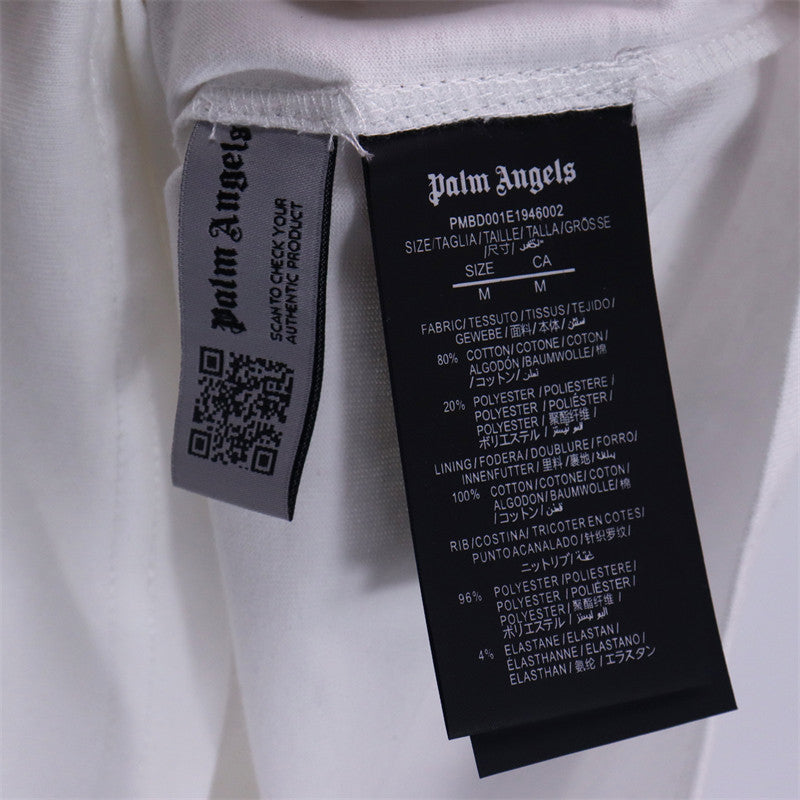 Palm Angels
SCAN TO CHECK YOUR
AUTHENTIC PRODUCT
Palm Angels
PMBD001E1946002
SIZE/TAGLIA/TAILLE/TALLA/GRÖSSE
/尺寸/
SIZE CA
M M
FABRIC/TESSUTO/TISSUS/TEJIDO/
GEWEBE/面料/本体/
80% COTTON/COTONE/COTON/
ALGODÓN/BAUMWOLLE/棉
/コットン/
20% POLYESTER/POLIESTERE/
POLYESTER/POLIÉSTER/
POLYESTER/聚酯纤维/
ポリエステル/
LINING/FODERA/DOUBLURE/FORRO/
INNENFUTTER/里料/裏地/
100% COTTON/COTONE/COTON/
ALGODON/BAUMWOLLE/棉
/コットン/
RIB/COSTINA/TRICOTER EN COTES/
PUNTO ACANALADO/针织罗纹/
ニットリブ/
96% POLYESTER/POLIESTERE/
POLYESTER/POLIÉSTER/
POLYESTER/聚酯纤维/
ポリエステル/
4% ELASTANE/ELASTAN/
ÉLASTHANNE/ELASTANO/
ELASTHAN/氨纶/エラスタン